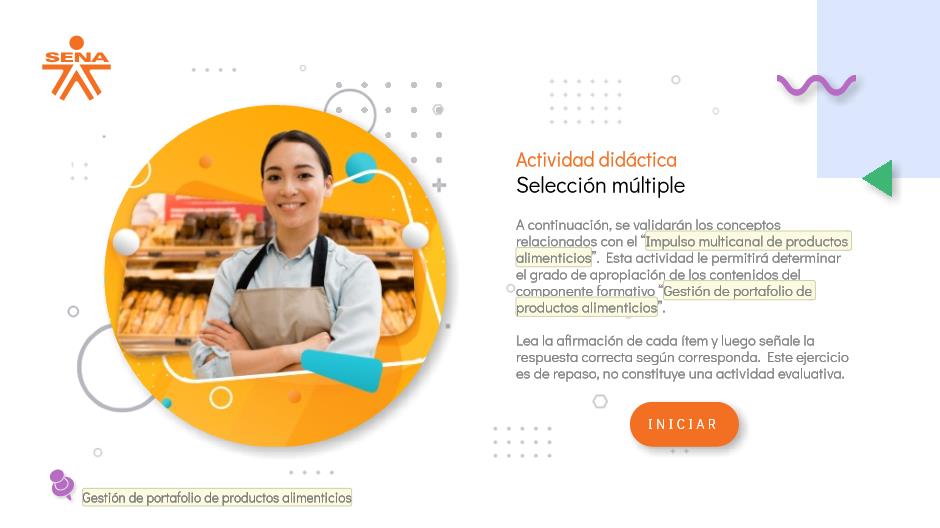 SENA
Actividad didáctica
Selección múltiple
A continuación, se validarán los conceptos
relacionados con el “Impulso multicanal de productos
alimenticios”.  Esta actividad le permitirá determinar
el grado de apropiación de los contenidos del
componente formativo “Gestión de portafolio de
productos alimenticios”.
Lea la afirmación de cada ítem y luego señale la
respuesta correcta según corresponda.  Este ejercicio
es de repaso, no constituye una actividad evaluativa.
INICIAR
Gestión de portafolio de productos alimenticios